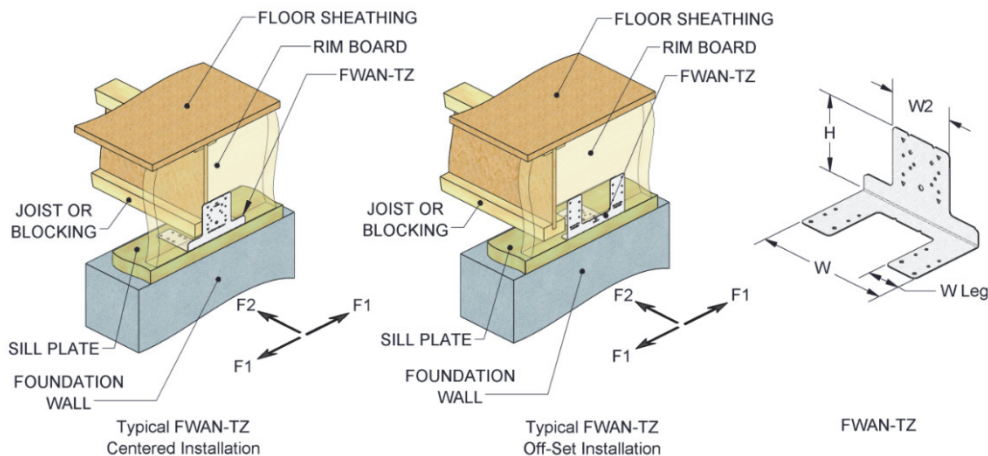 FLOOR SHEATHING
RIM BOARD
FWAN-TZ
JOIST OR
BLOCKING
F2
F1
F1
SILL PLATE
FOUNDATION
WALL
Typical FWAN-TZ
Centered Installation
FLOOR SHEATHING
RIM BOARD
FWAN-TZ
JOIST OR
BLOCKING
F2
F1
F1
SILL PLATE
FOUNDATION
WALL
Typical FWAN-TZ
Off-Set Installation
W2
H
W
W Leg
FWAN-TZ